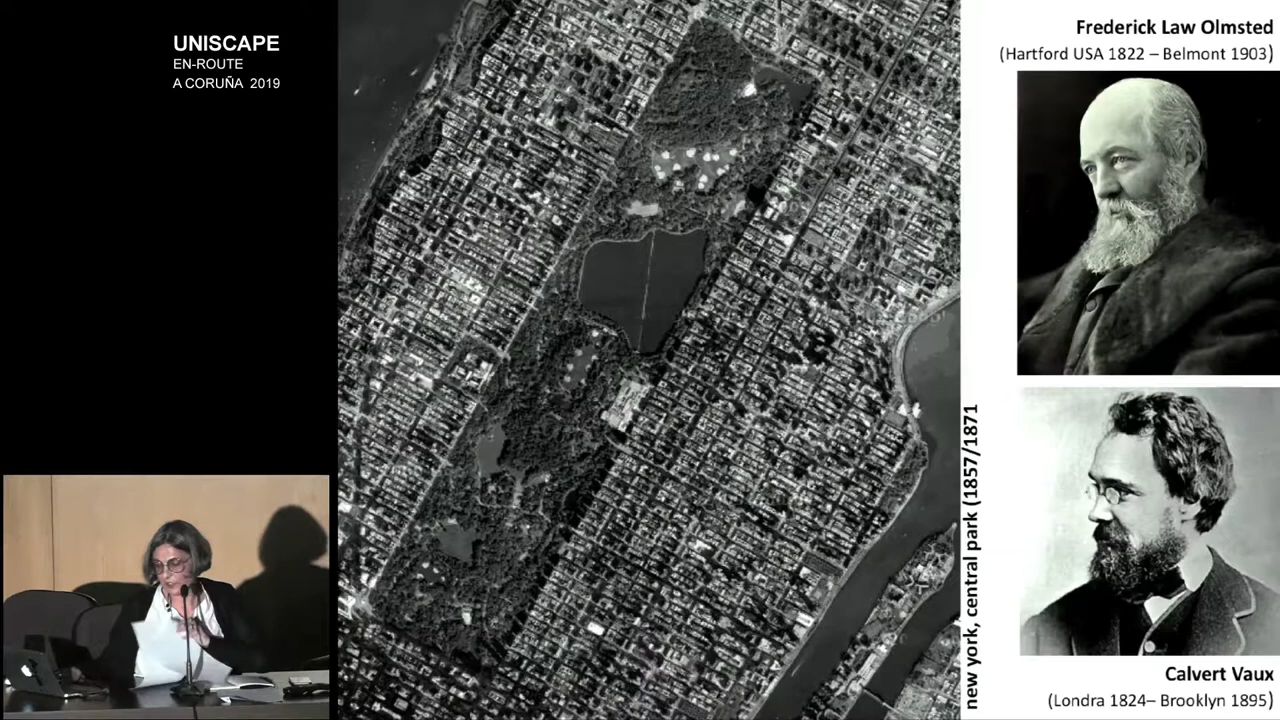 UNISCAPE
EN-ROUTE
A CORUÑA 2019
Frederick Law Olmsted
(Hartford USA 1822 – Belmont 1903)
new york, central park (1857/1871
Calvert Vaux
(Londra 1824– Brooklyn 1895)